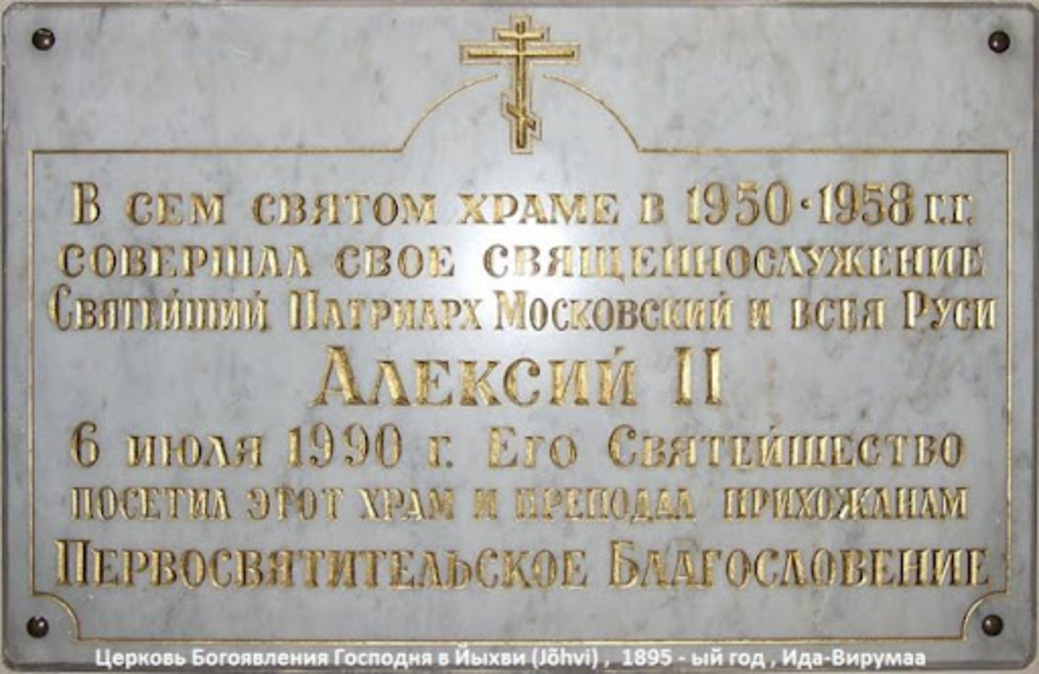 В СЕМ СВЯТОМ ХРАМЕ В 1950·1958 г.г.
СОВЕРШАЛ СВОЕ СВЯЩЕННОСЛУЖЕНИЕ
СВЯТЕЙШИЙ ПАТРИАРХ МОСКОВСКИЙ И ВСЕЯ РУСИ
АЛЕКСИЙ II
6 ИЮЛЯ 1990 г. ЕГО СВЯТЕЙШЕСТВО
ПОСЕТИЛ ЭТОТ ХРАМ И ПРЕПОДАЛ ПРИХОЖАНАМ
ПЕРВОСВЯТИТЕЛЬСКОЕ БЛАГОСЛОВЕНИЕ
Церковь Богоявления Господня в Йыхви (Jõhvi) , 1895 - ый год , Ида-Вирумаа